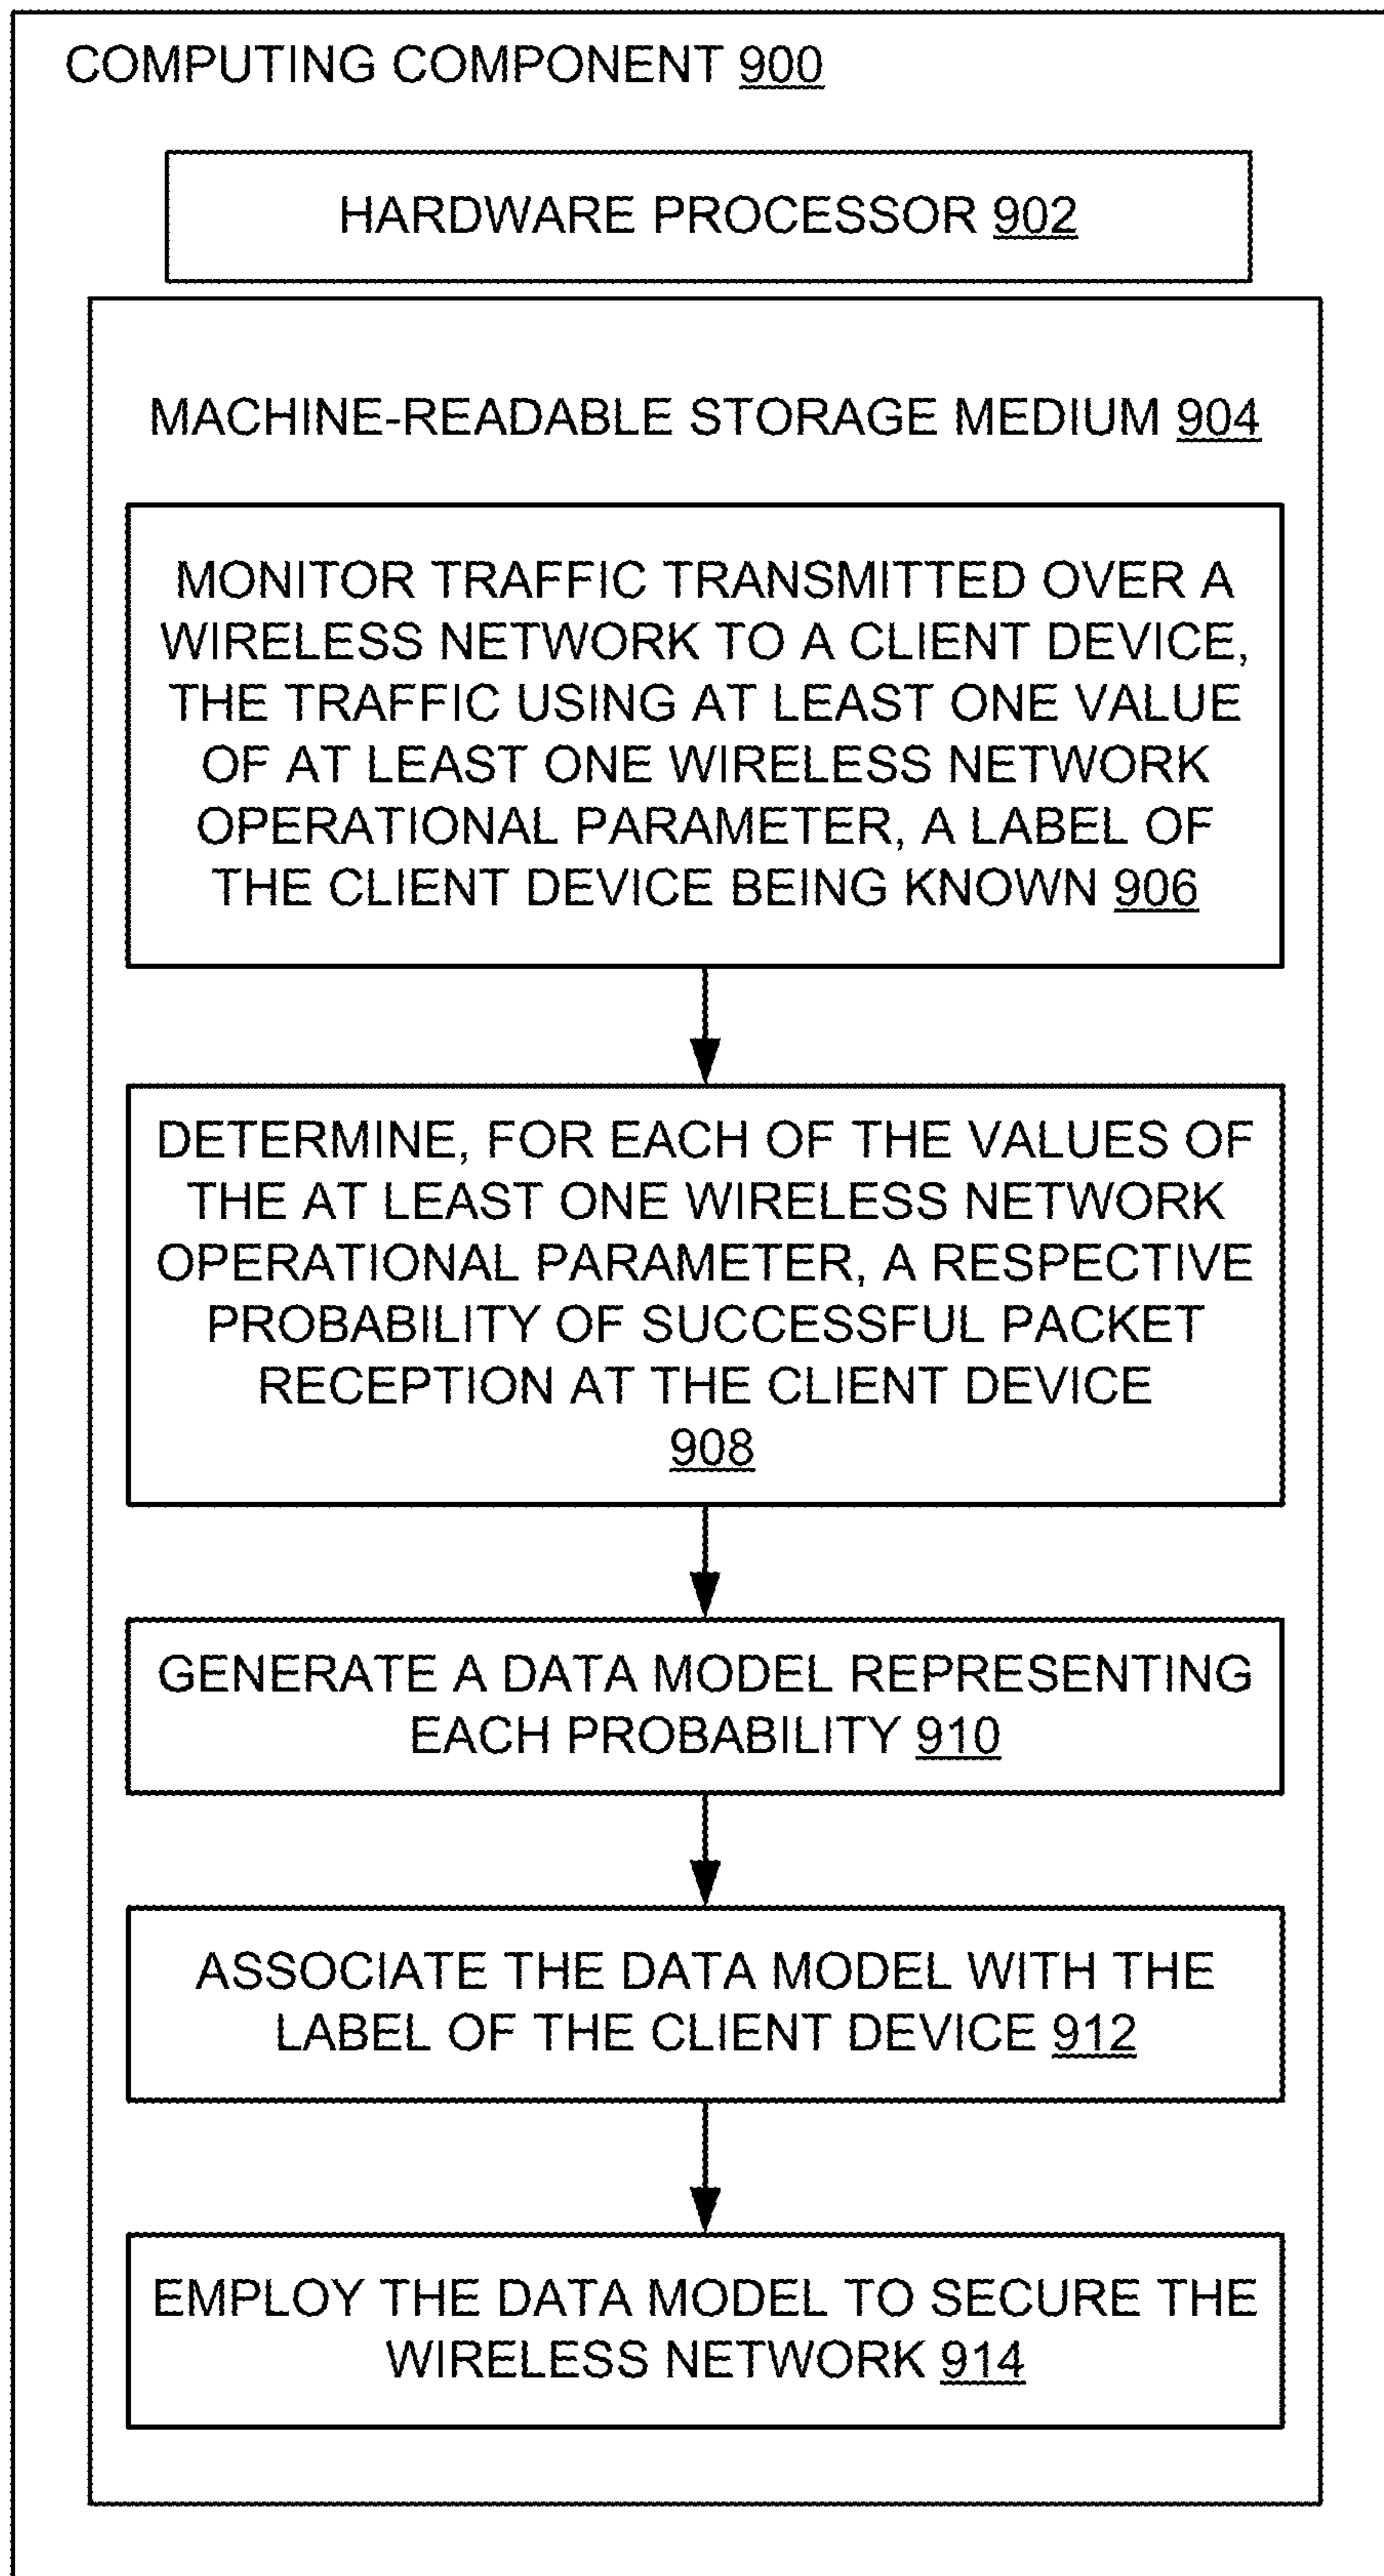 COMPUTING COMPONENT 900
HARDWARE PROCESSOR 902
MACHINE-READABLE STORAGE MEDIUM 904
MONITOR TRAFFIC TRANSMITTED OVER A
WIRELESS NETWORK TO A CLIENT DEVICE,
THE TRAFFIC USING AT LEAST ONE VALUE
OF AT LEAST ONE WIRELESS NETWORK
OPERATIONAL PARAMETER, A LABEL OF
THE CLIENT DEVICE BEING KNOWN 906
DETERMINE, FOR EACH OF THE VALUES OF
THE AT LEAST ONE WIRELESS NETWORK
OPERATIONAL PARAMETER, A RESPECTIVE
PROBABILITY OF SUCCESSFUL PACKET
RECEPTION AT THE CLIENT DEVICE
908
GENERATE A DATA MODEL REPRESENTING
EACH PROBABILITY 910
ASSOCIATE THE DATA MODEL WITH THE
LABEL OF THE CLIENT DEVICE 912
EMPLOY THE DATA MODEL TO SECURE THE
WIRELESS NETWORK 914